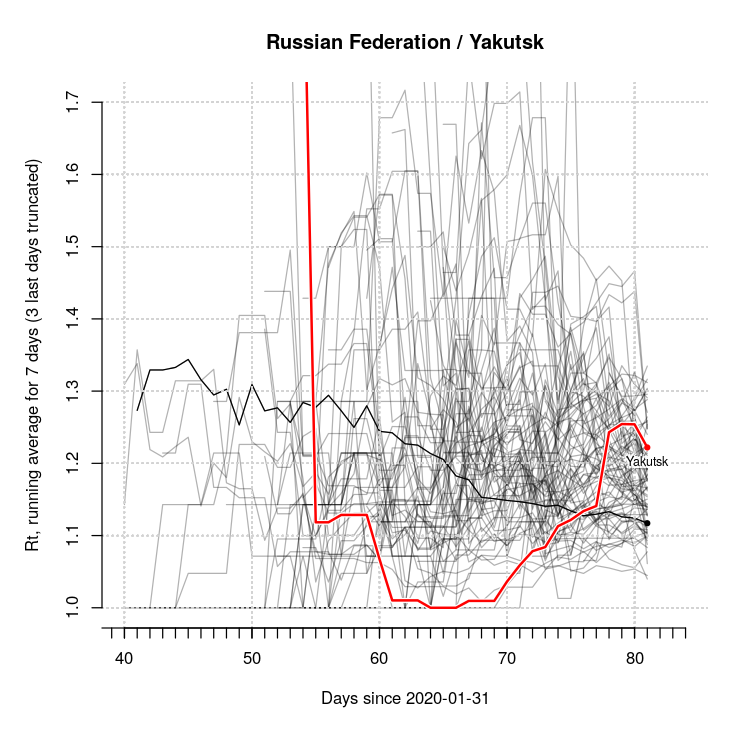 Russian Federation / Yakutsk
Rt, running average for 7 days (3 last days truncated)
1.7
1.6
1.5
1.4
1.3
1.2
1.1
1.0
Yakutsk
40 50 60 70 80
Days since 2020-01-31